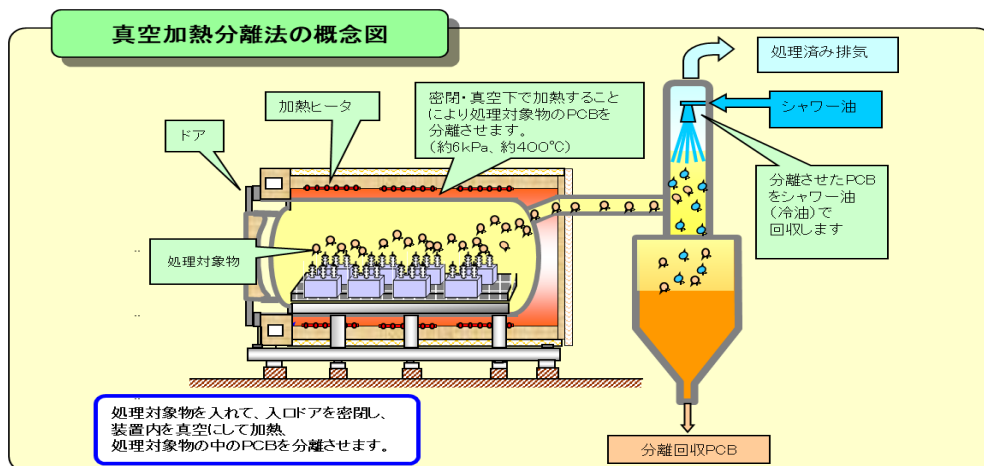 真空加熱分離法の概念図
処理済み排気
加熱ヒータ
密閉・真空下で加熱すること
により処理対象物のPCBを
分離させます。
(約6kPa、約400℃)
シャワー油
ドア
分離させたPCB
をシャワー油
(冷油)で
回収します
処理対象物
処理対象物を入れて、入口ドアを密閉し、
装置内を真空にして加熱、
処理対象物の中のPCBを分離させます。
分離回収PCB